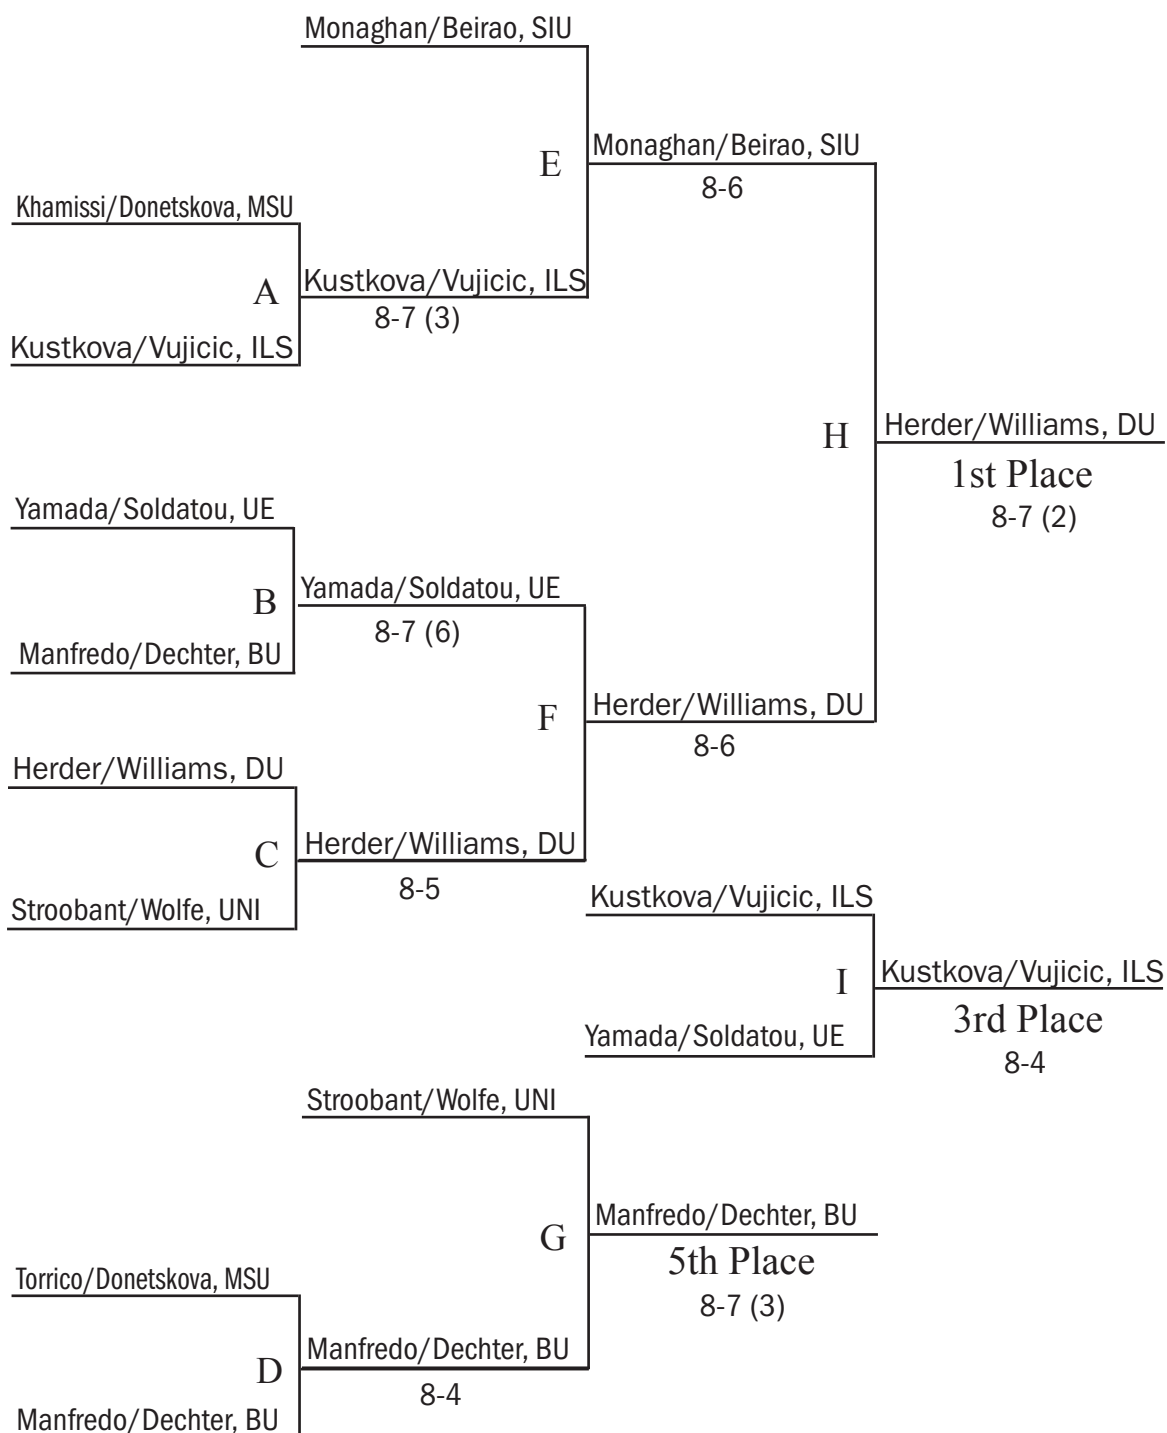 Monaghan/Beirao, SIU
E
Monaghan/Beirao, SIU
8-6
Khamissi/Donetskova, MSU
A
Kustkova/Vujicic, ILS
8-7 (3)
Kustkova/Vujicic, ILS
H
Herder/Williams, DU
1st Place
8-7 (2)
Yamada/Soldatou, UE
B
Yamada/Soldatou, UE
8-7 (6)
Manfredo/Dechter, BU
F
Herder/Williams, DU
8-6
Herder/Williams, DU
C
Herder/Williams, DU
8-5
Stroobant/Wolfe, UNI
Kustkova/Vujicic, ILS
I
Kustkova/Vujicic, ILS
3rd Place
8-4
Yamada/Soldatou, UE
Stroobant/Wolfe, UNI
G
Manfredo/Dechter, BU
5th Place
8-7 (3)
Torrico/Donetskova, MSU
D
Manfredo/Dechter, BU
8-4
Manfredo/Dechter, BU